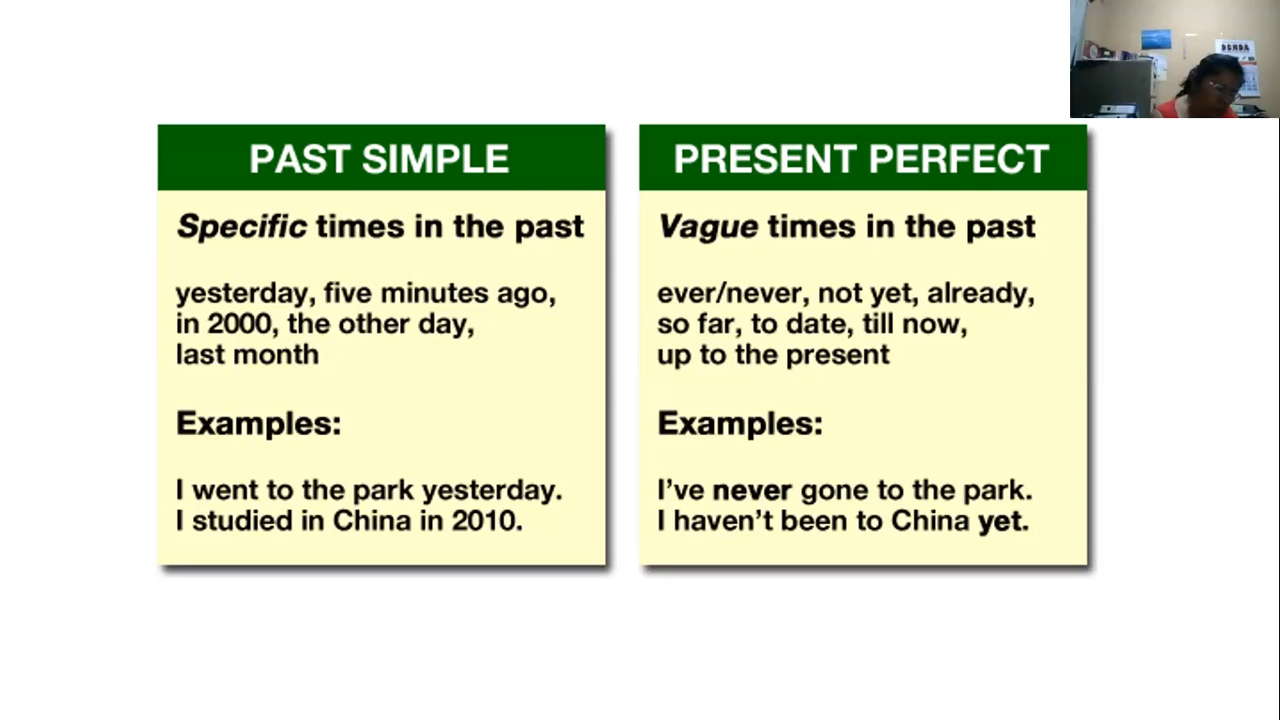 PAST SIMPLE
Specific times in the past
yesterday, five minutes ago,
in 2000, the other day,
last month
Examples:
I went to the park yesterday.
I studied in China in 2010.
PRESENT PERFECT
Vague times in the past
ever/never, not yet, already,
so far, to date, till now,
up to the present
Examples:
I’ve never gone to the park.
I haven’t been to China yet.